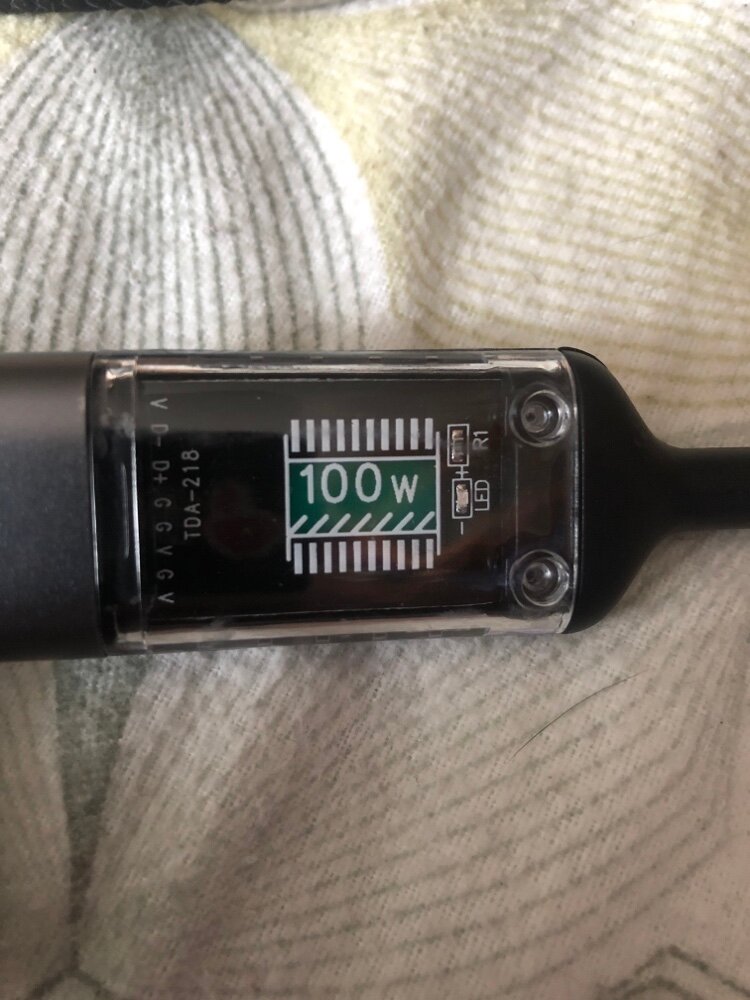 V D- D+ G G V G V
TDA-218
100W
R1
+
LED
-